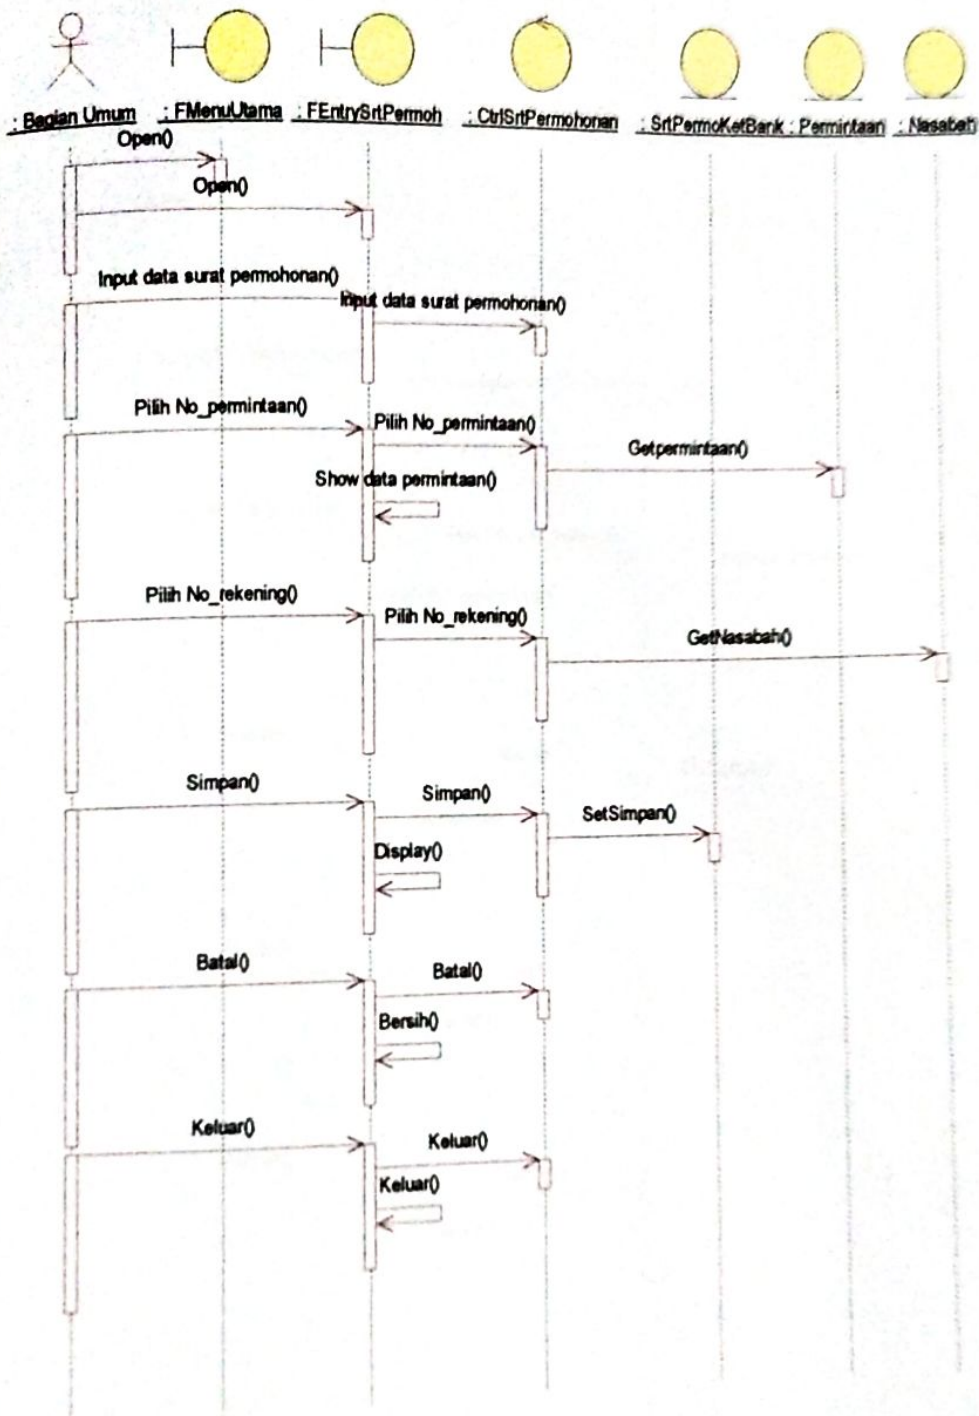 : Bagian Umum
: FMenuUtama
: FEntrySrtPermoh
: CtrlSrtPermohonan
: SrtPermoKetBank
: Permintaan
: Nasabah
Open()
Open()
Input data surat permohonan()
Input data surat permohonan()
Pilih No_permintaan()
Pilih No_permintaan()
Getpermintaan()
Show data permintaan()
Pilih No_rekening()
Pilih No_rekening()
GetNasabah()
Simpan()
Simpan()
SetSimpan()
Display()
Batal()
Batal()
Bersih()
Keluar()
Keluar()
Keluar()